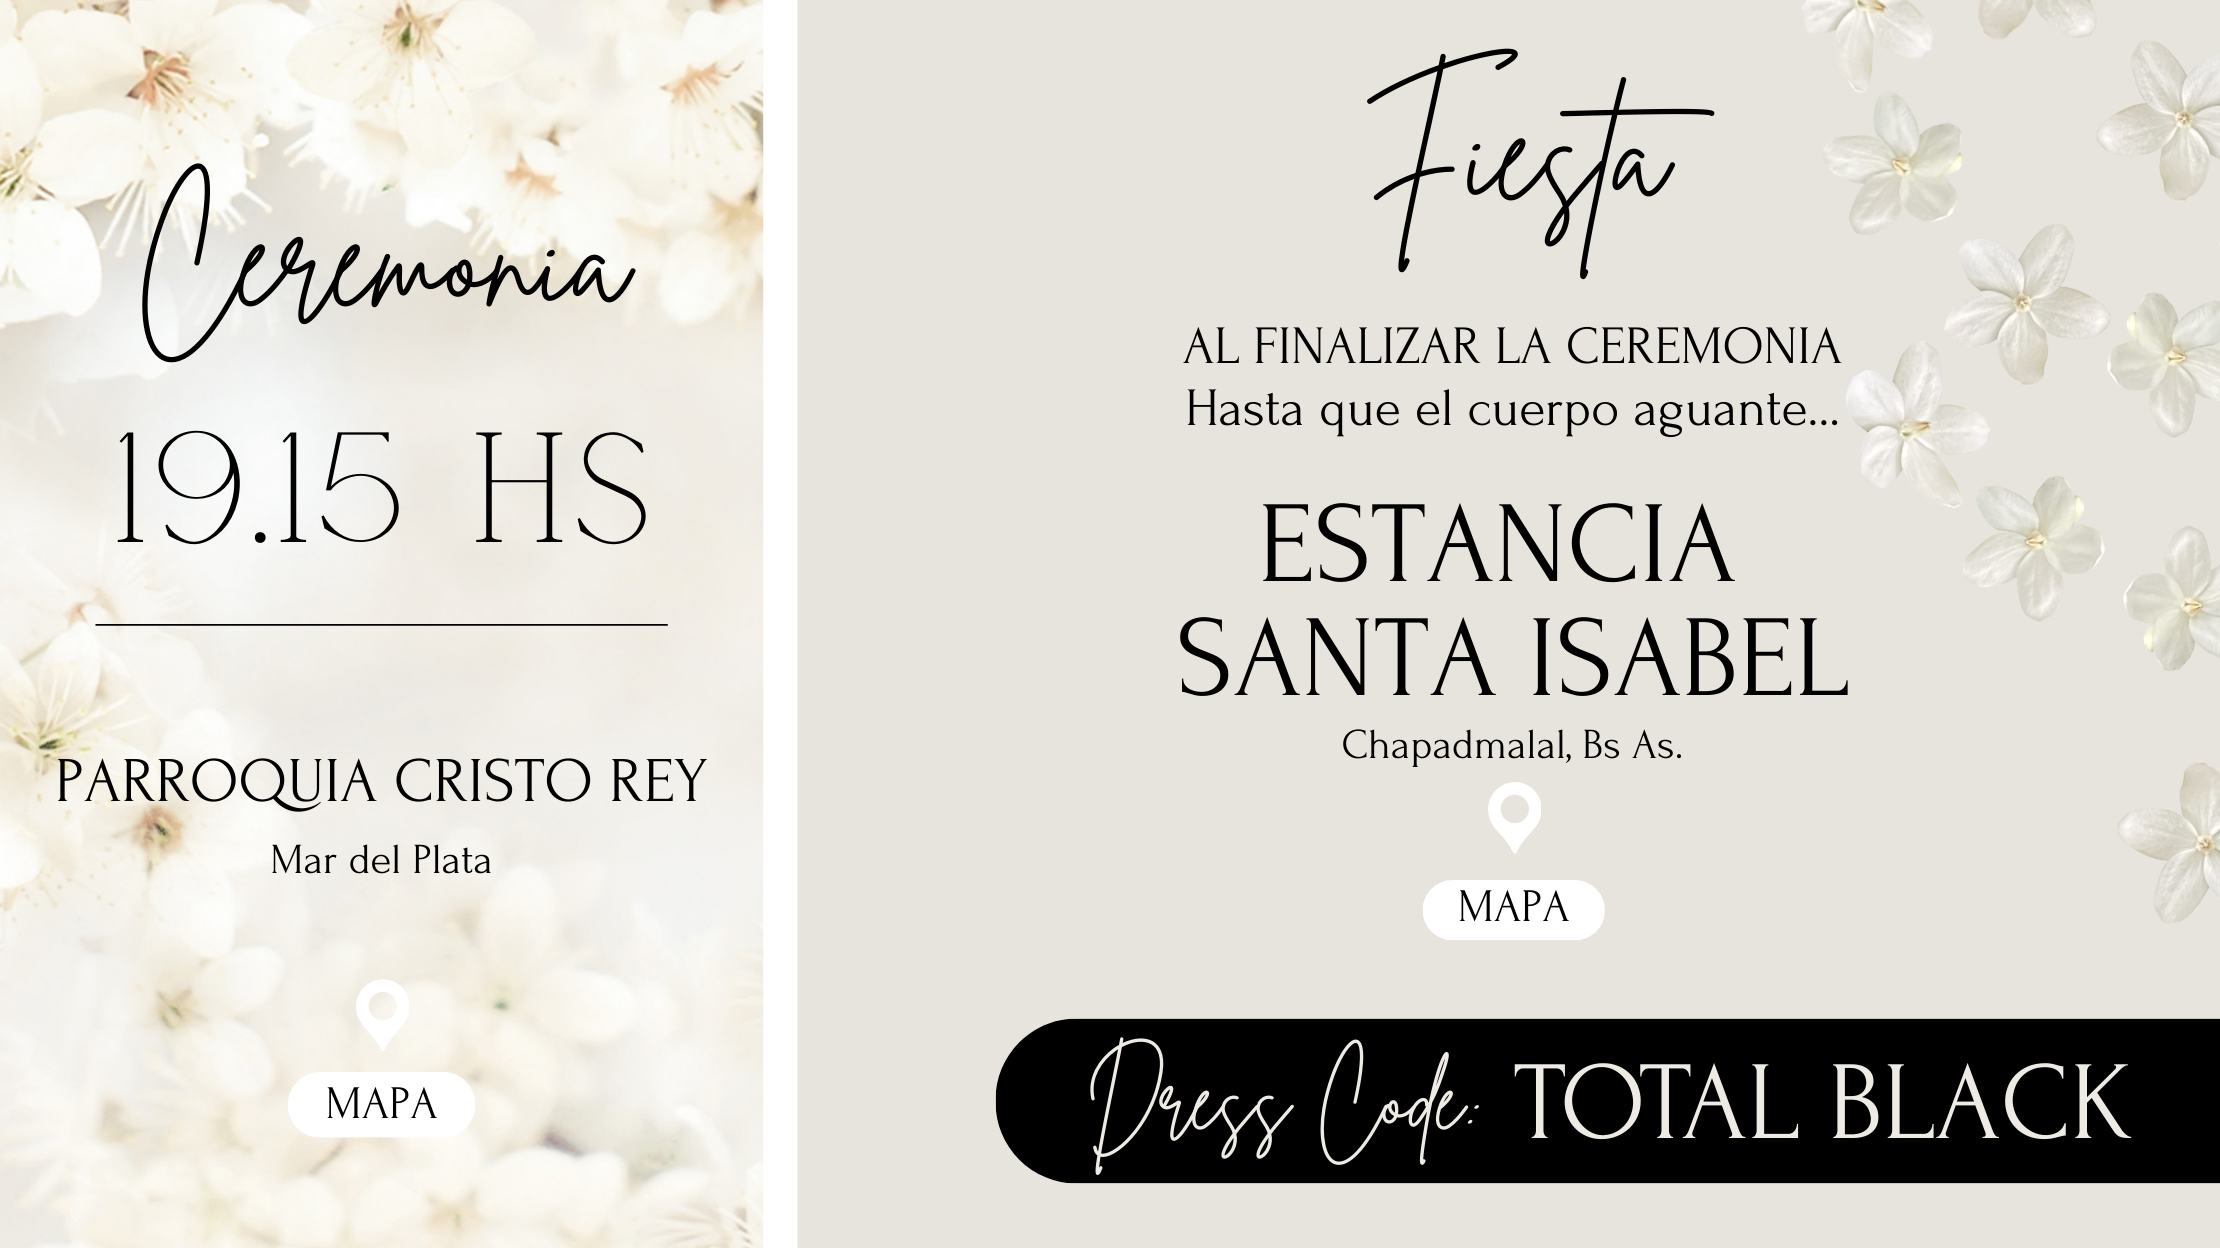 Ceremonia
19.15 HS
PARROQUIA CRISTO REY
Mar del Plata
MAPA
Fiesta
AL FINALIZAR LA CEREMONIA
Hasta que el cuerpo aguante...
ESTANCIA
SANTA ISABEL
Chapadmalal, Bs As.
MAPA
Dress Code: TOTAL BLACK